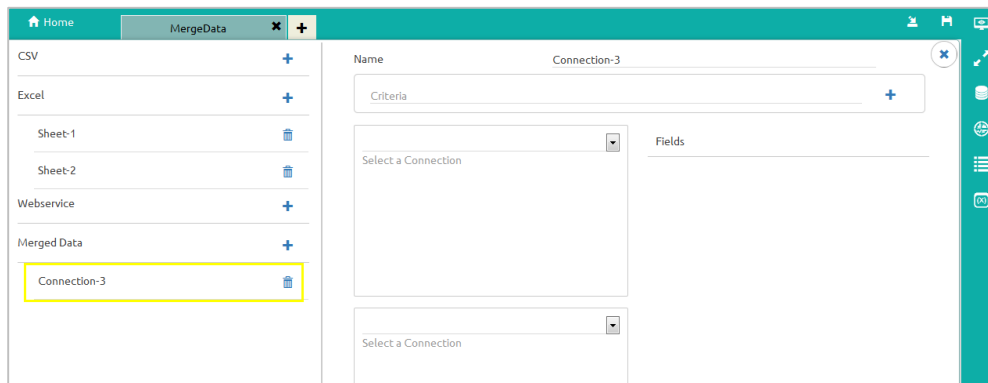 Home
MergeData
CSV
Excel
Sheet-1
Sheet-2
Webservice
Merged Data
Connection-3
Name
Connection-3
Criteria
Select a Connection
Fields
Select a Connection